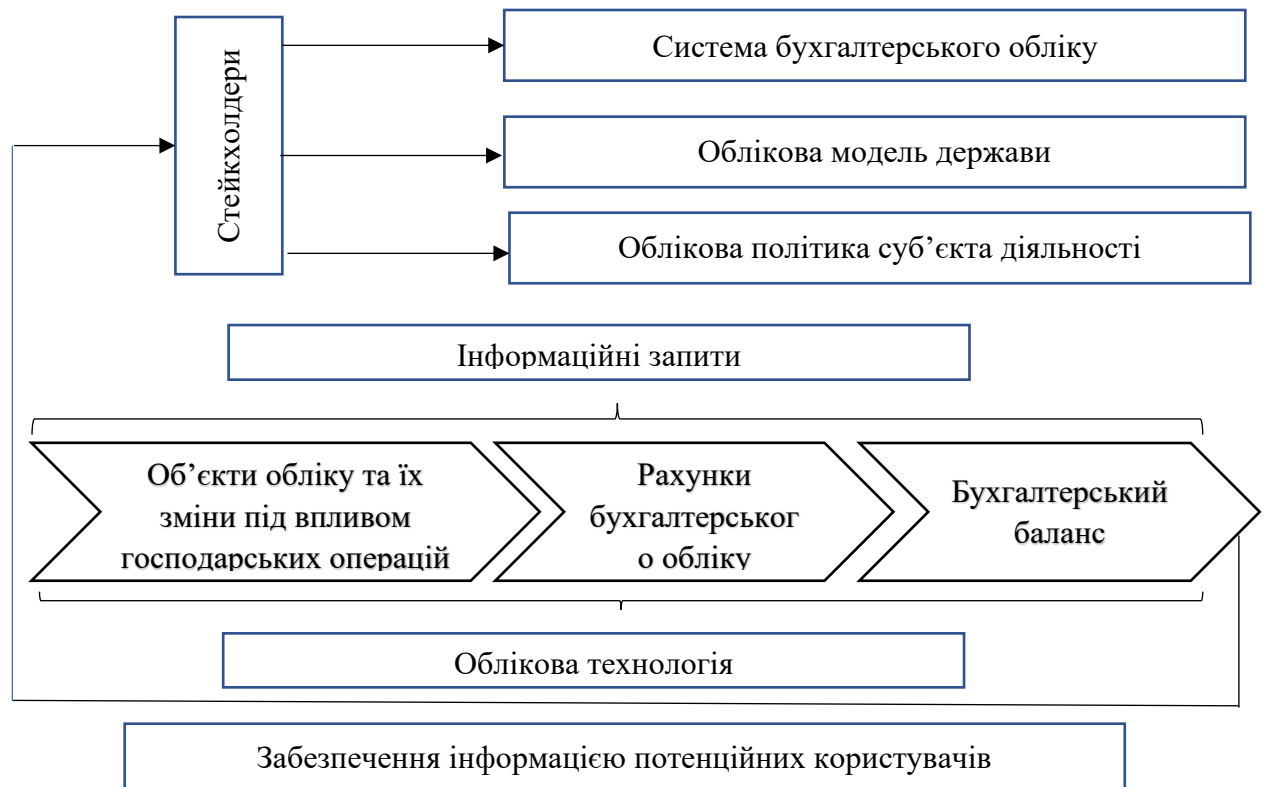 Стейкхолдери
Система бухгалтерського обліку
Облікова модель держави
Облікова політика суб’єкта діяльності
Інформаційні запити
Об’єкти обліку та їх
зміни під впливом
господарських операцій
Рахунки
бухгалтерськог
о обліку
Бухгалтерський
баланс
Облікова технологія
Забезпечення інформацією потенційних користувачів